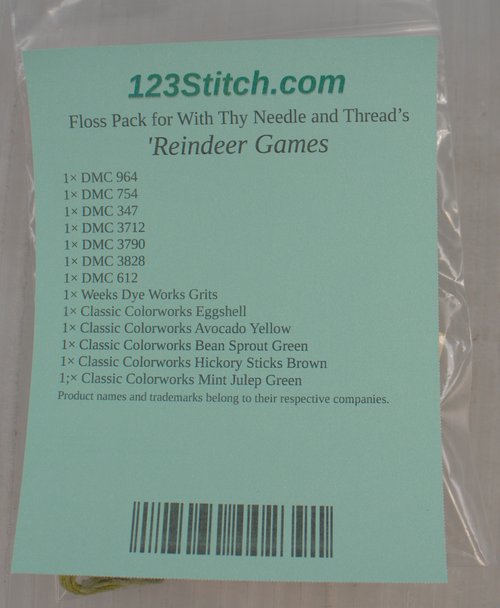 123Stitch.com
Floss Pack for With Thy Needle and Thread’s
'Reindeer Games
1× DMC 964
1× DMC 754
1× DMC 347
1× DMC 3712
1× DMC 3790
1× DMC 3828
1× DMC 612
1× Weeks Dye Works Grits
1× Classic Colorworks Eggshell
1× Classic Colorworks Avocado Yellow
1× Classic Colorworks Bean Sprout Green
1× Classic Colorworks Hickory Sticks Brown
1;× Classic Colorworks Mint Julep Green
Product names and trademarks belong to their respective companies.